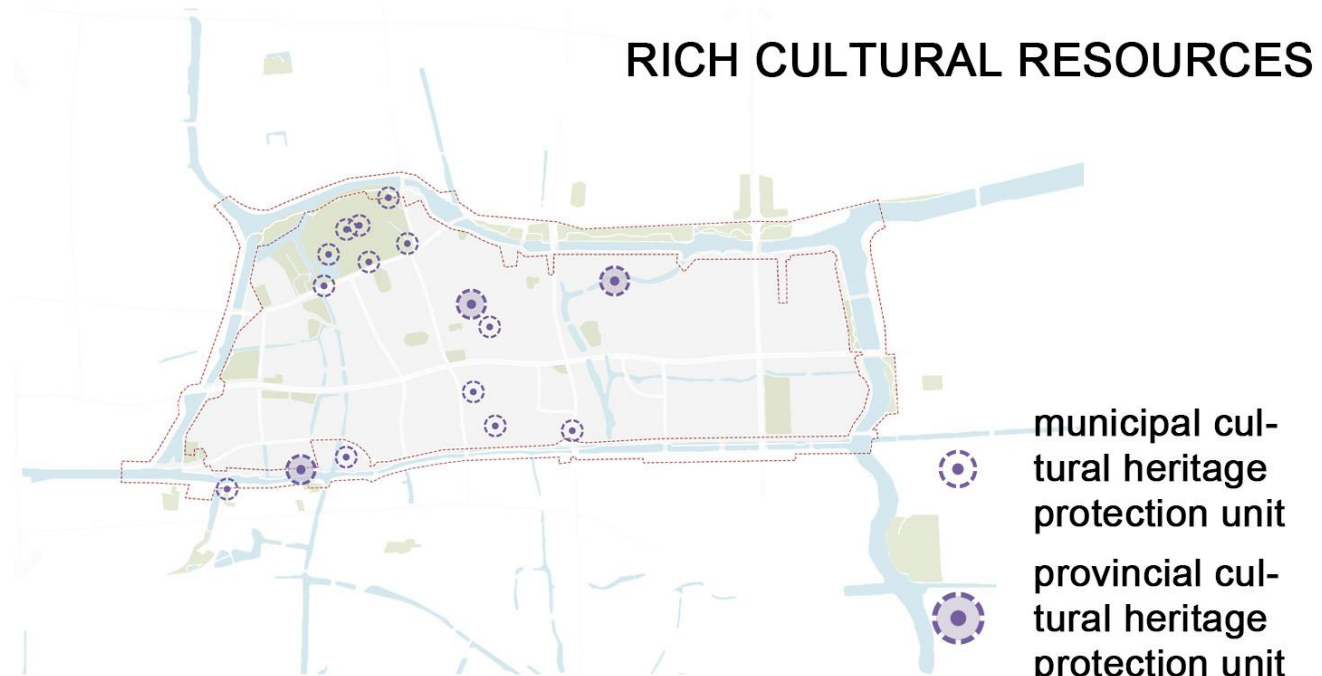 RICH CULTURAL RESOURCES
municipal cul-
tural heritage
protection unit
provincial cul-
tural heritage
protection unit